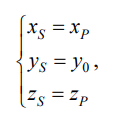 x_S = x_P
y_S = y_0 ,
z_S = z_P